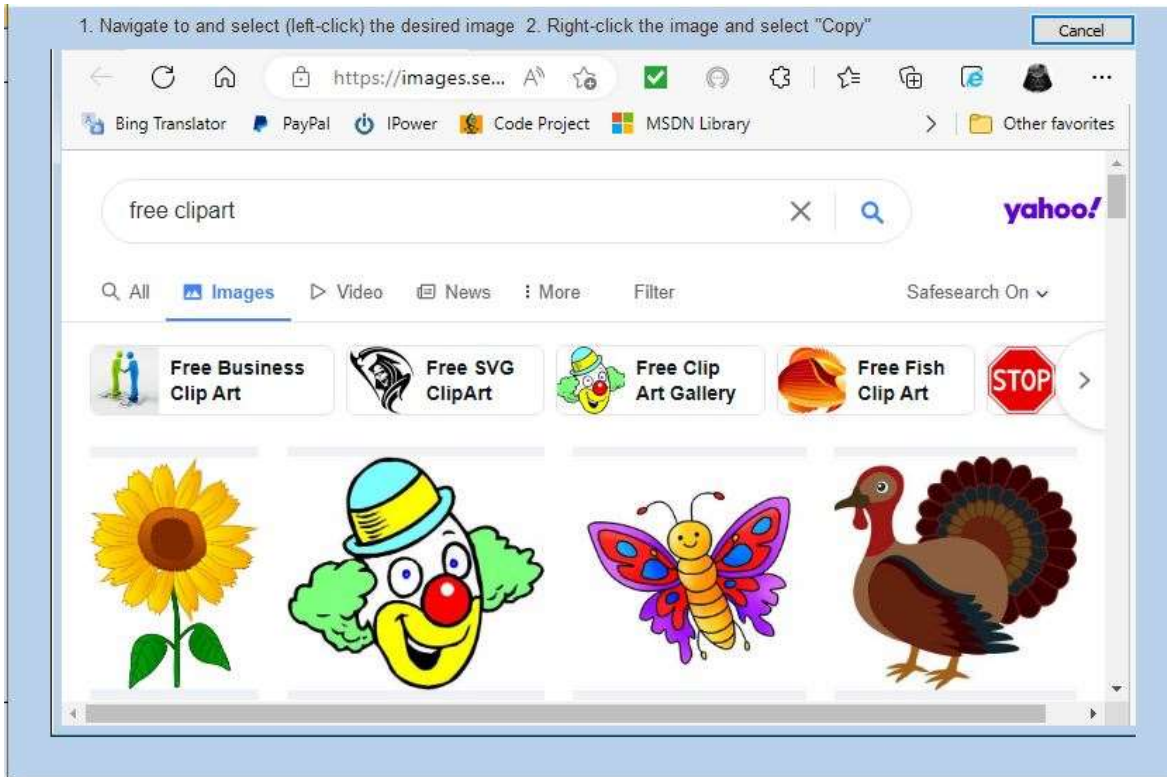 1. Navigate to and select (left-click) the desired image 2. Right-click the image and select "Copy"
Cancel
https://images.se...
Bing Translator PayPal IPower Code Project MSDN Library > Other favorites
free clipart
yahoo!
All Images Video News More Filter Safesearch On
Free Business
Clip Art
Free SVG
ClipArt
Free Clip
Art Gallery
Free Fish
Clip Art
STOP